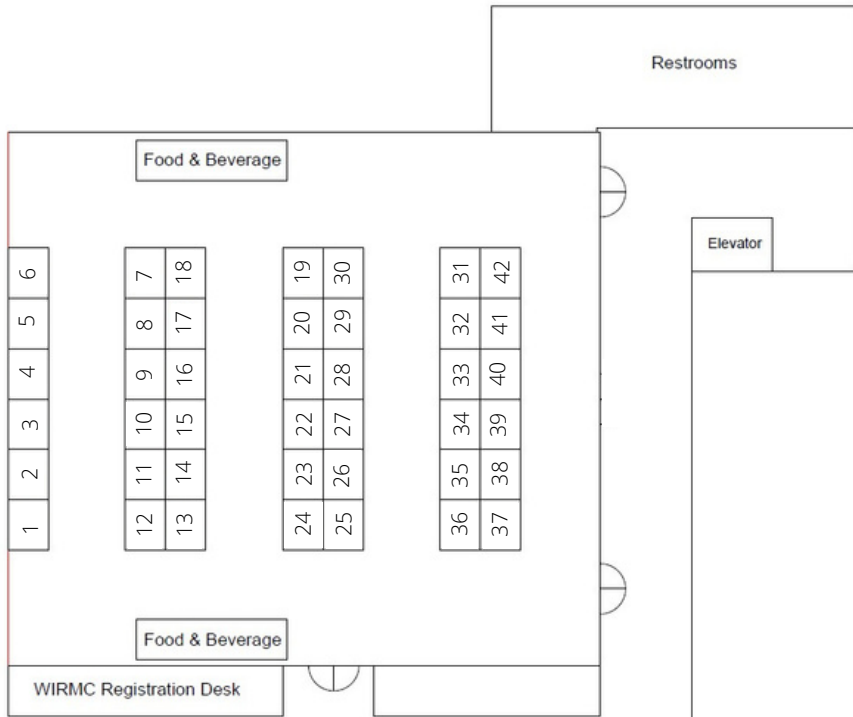 Restrooms
Food & Beverage
Elevator
6 7 18 19 30 31 42
5 8 17 20 29 32 41
4 9 16 21 28 33 40
3 10 15 22 27 34 39
2 11 14 23 26 35 38
1 12 13 24 25 36 37
Food & Beverage
WIRMC Registration Desk